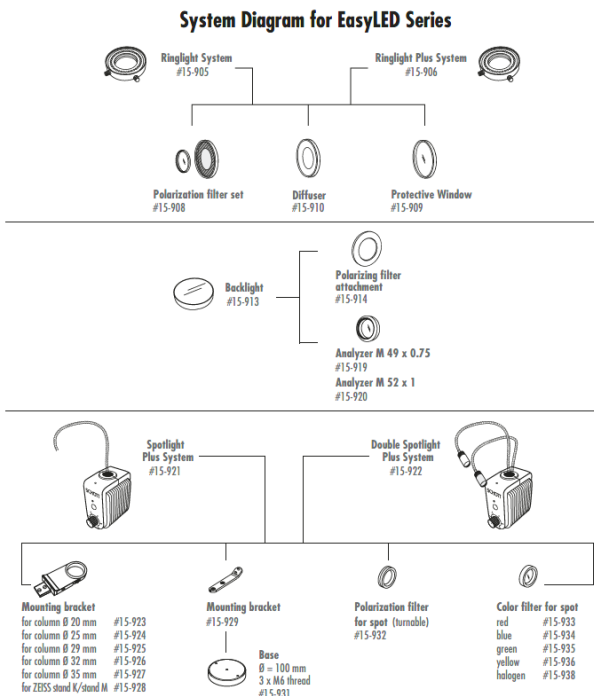 System Diagram for EasyLED Series
Ringlight System
#15-905
Ringlight Plus System
#15-906
Polarization filter set
#15-908
Diffuser
#15-910
Protective Window
#15-909
Backlight
#15-913
Polarizing filter
attachment
#15-914
Analyzer M 49 x 0.75
#15-919
Analyzer M 52 x 1
#15-920
Spotlight
Plus System
#15-921
Double Spotlight
Plus System
#15-922
SCHOTT
SCHOTT
Mounting bracket
for column Ø 20 mm #15-923
for column Ø 25 mm #15-924
for column Ø 29 mm #15-925
for column Ø 32 mm #15-926
for column Ø 35 mm #15-927
for ZEISS stand K/stand M #15-928
Mounting bracket
#15-929
Base
Ø = 100 mm
3 x M6 thread
#15-931
Polarization filter
for spot (turnable)
#15-932
Color filter for spot
red #15-933
blue #15-934
green #15-935
yellow #15-936
halogen #15-938